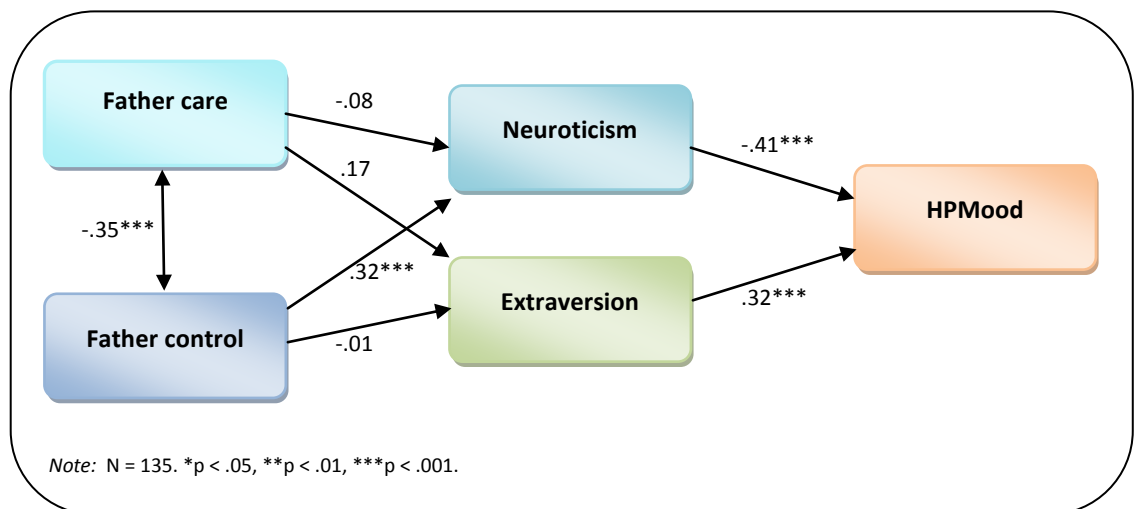 Father care
-.08
Neuroticism
-.41***
.17
HPMood
-.35***
.32***
Extraversion
.32***
Father control
-.01
Note: N = 135. *p < .05, **p < .01, ***p < .001.